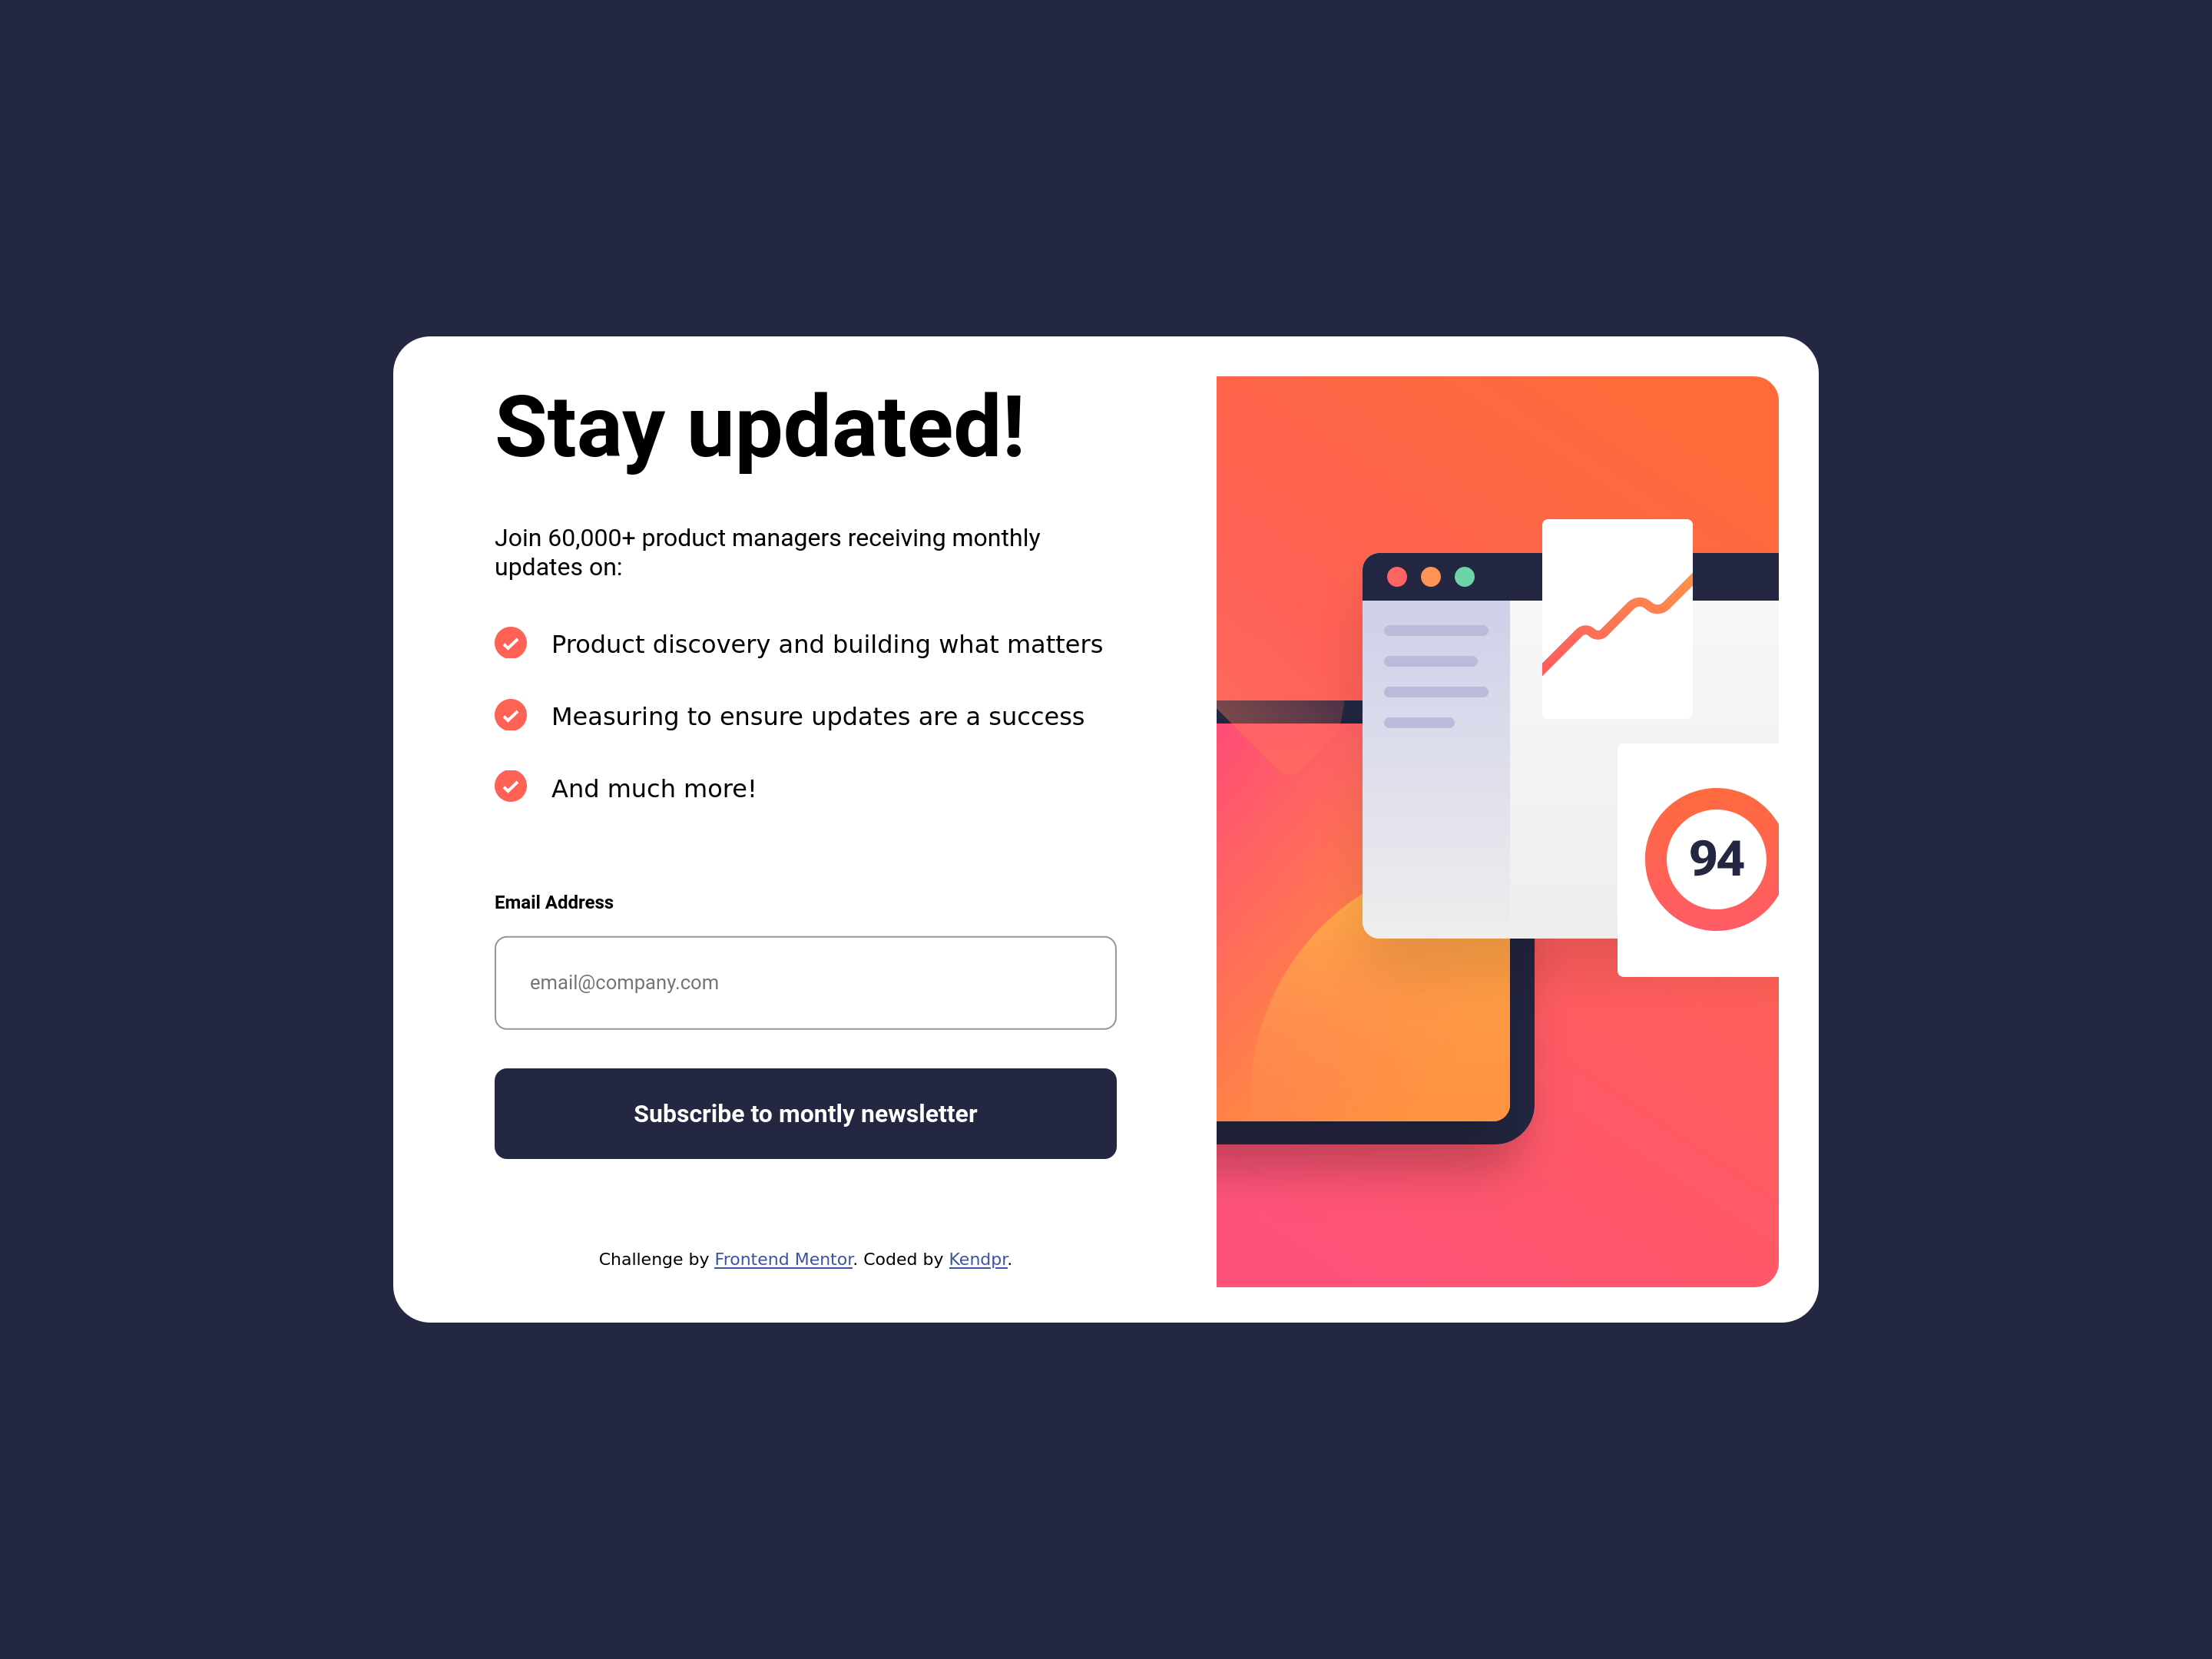 Stay updated!
Join 60,000+ product managers receiving monthly
updates on:
Product discovery and building what matters
Measuring to ensure updates are a success
And much more!
Email Address
email@company.com
Subscribe to montly newsletter
Challenge by Frontend Mentor. Coded by Kendpr.
94